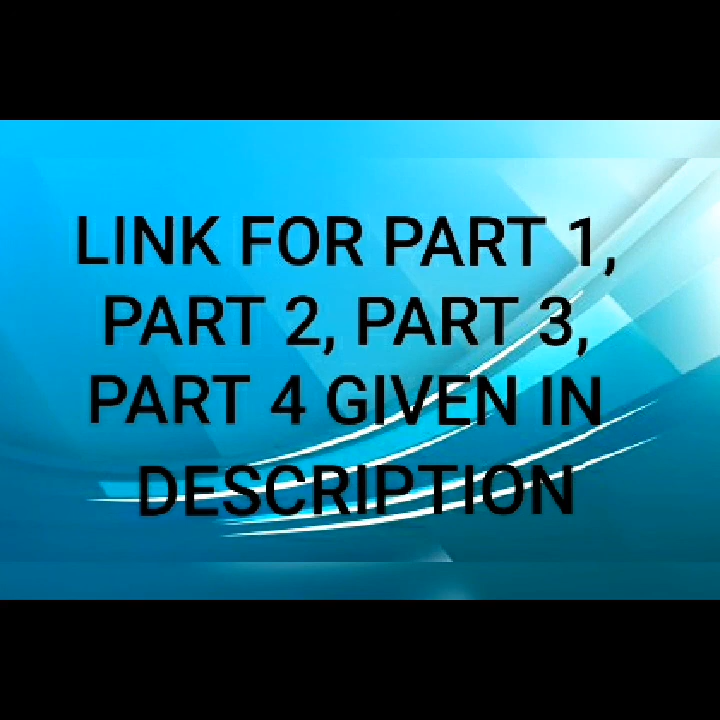 LINK FOR PART 1,
PART 2, PART 3,
PART 4 GIVEN IN
DESCRIPTION